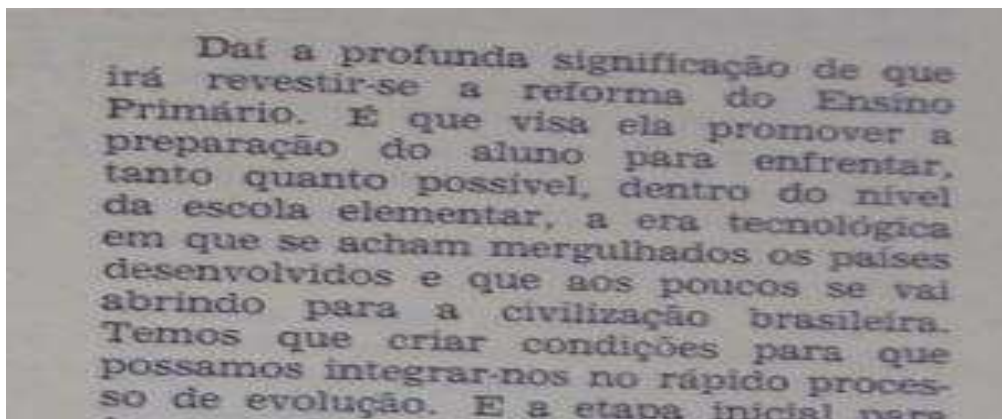 Daí a profunda significação de que
irá revestir-se a reforma do Ensino
Primário. É que visa ela promover a
preparação do aluno para enfrentar,
tanto quanto possível, dentro do nível
da escola elementar, a era tecnológica
em que se acham mergulhados os países
desenvolvidos e que aos poucos se vai
abrindo para a civilização brasileira.
Temos que criar condições para que
possamos integrar-nos no rápido proces-
so de evolução. E a etapa inicial